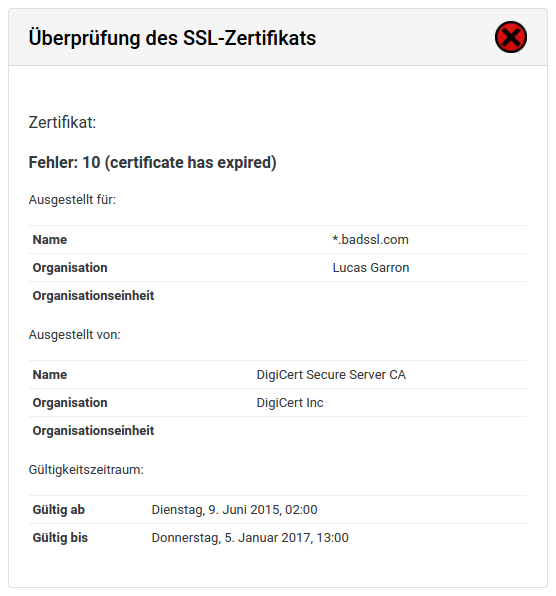 Überprüfung des SSL-Zertifikats
Zertifikat:
Fehler: 10 (certificate has expired)
Ausgestellt für:
Name *.badssl.com
Organisation Lucas Garron
Organisationseinheit
Ausgestellt von:
Name DigiCert Secure Server CA
Organisation DigiCert Inc
Organisationseinheit
Gültigkeitszeitraum:
Gültig ab Dienstag, 9. Juni 2015, 02:00
Gültig bis Donnerstag, 5. Januar 2017, 13:00